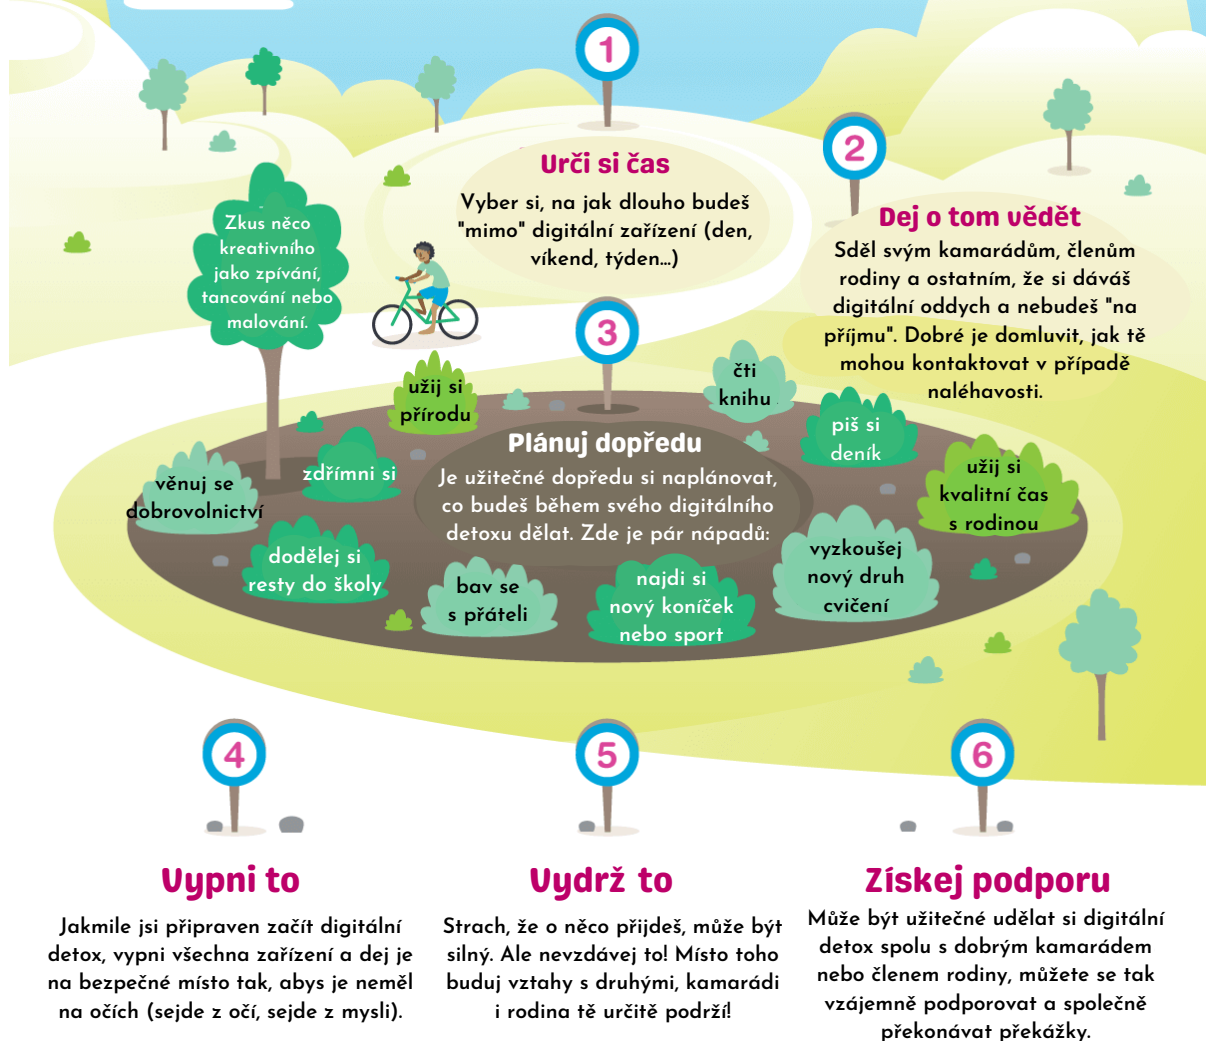 1
Urči si čas
Vyber si, na jak dlouho budeš
"mimo" digitální zařízení (den,
víkend, týden...)
2
Dej o tom vědět
Sděl svým kamarádům, členům
rodiny a ostatním, že si dáváš
digitální oddych a nebudeš "na
příjmu". Dobré je domluvit, jak tě
mohou kontaktovat v případě
naléhavosti.
3
Plánuj dopředu
Je užitečné dopředu si naplánovat,
co budeš během svého digitálního
detoxu dělat. Zde je pár nápadů:
Zkus něco
kreativního
jako zpívání,
tancování nebo
malování.
užij si
přírodu
čti
knihu
piš si
deník
zdřímni si
věnuj se
dobrovolnictví
užij si
kvalitní čas
s rodinou
dodělej si
resty do školy
bav se
s přáteli
najdi si
nový koníček
nebo sport
vyzkoušej
nový druh
cvičení
4
Vypni to
Jakmile jsi připraven začít digitální
detox, vypni všechna zařízení a dej je
na bezpečné místo tak, abys je neměl
na očích (sejde z očí, sejde z mysli).
5
Vydrž to
Strach, že o něco přijdeš, může být
silný. Ale nevzdávej to! Místo toho
buduj vztahy s druhými, kamarádi
i rodina tě určitě podrží!
6
Získej podporu
Může být užitečné udělat si digitální
detox spolu s dobrým kamarádem
nebo členem rodiny, můžete se tak
vzájemně podporovat a společně
překonávat překážky.